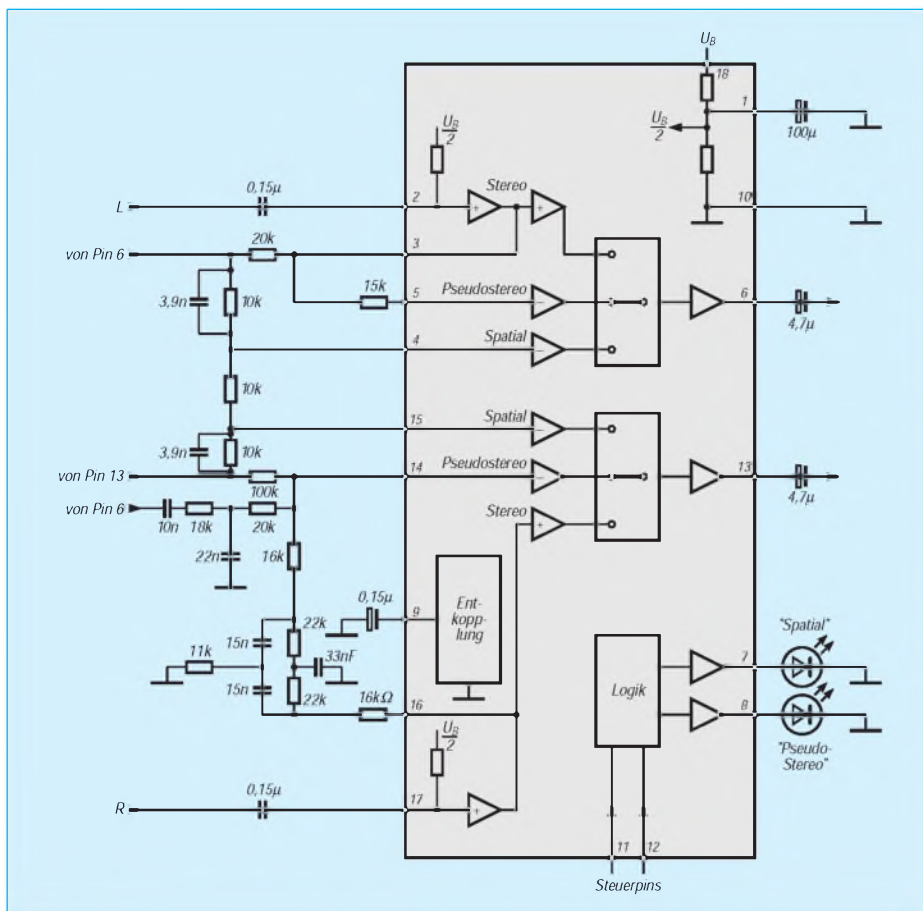 U_B
18
1
U_B
2
100µ
U_B
2
0,15µ
Stereo
2
10
L
+
+
20k
von Pin 6
3
15k
5
Pseudostereo
6
3,9n
10k
–
4,7µ
4
Spatial
–
10k
15
Spatial
–
3,9n
10k
von Pin 13
14
Pseudostereo
13
100k
–
4,7µ
von Pin 6
Stereo
10n
18k
20k
+
22n
16k
0,15µ
9
Ent-
kopp-
lung
"Spatial"
22k
15n
7
11k
33nF
Logik
15n
22k
16kΩ
16
8
U_B
2
"Pseudo-
Stereo"
0,15µ
R
17
+
11
12
Steuerpins